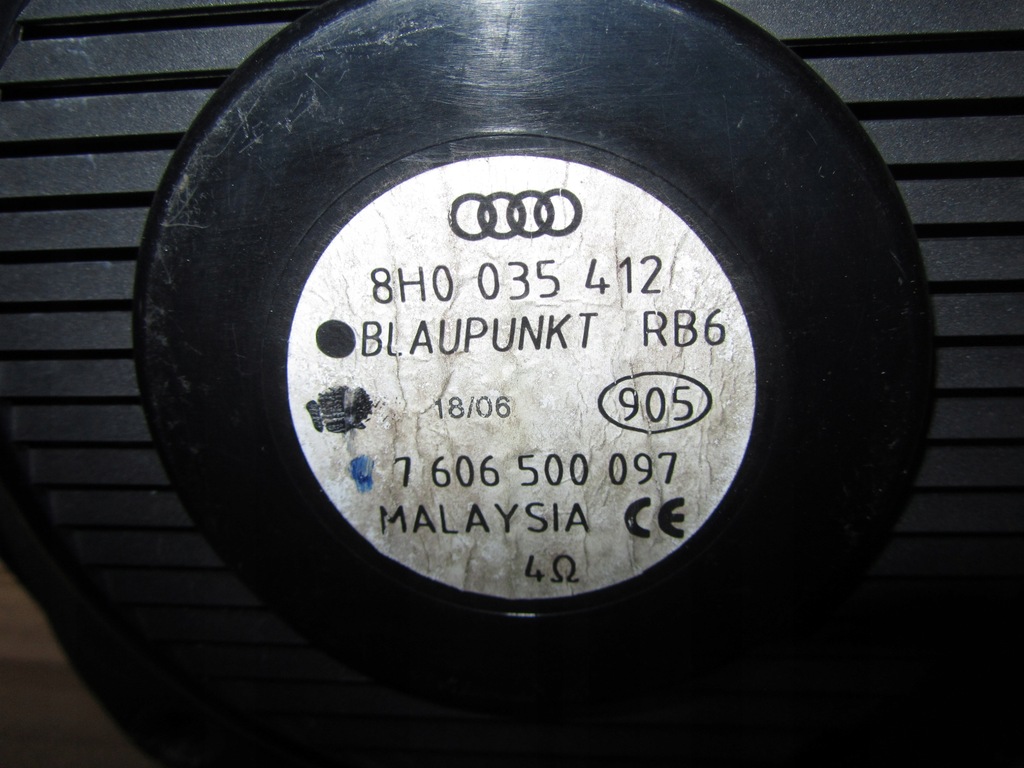 8H0 035 412
BLAUPUNKT RB6
18/06 905
7 606 500 097
MALAYSIA CE
4Ω